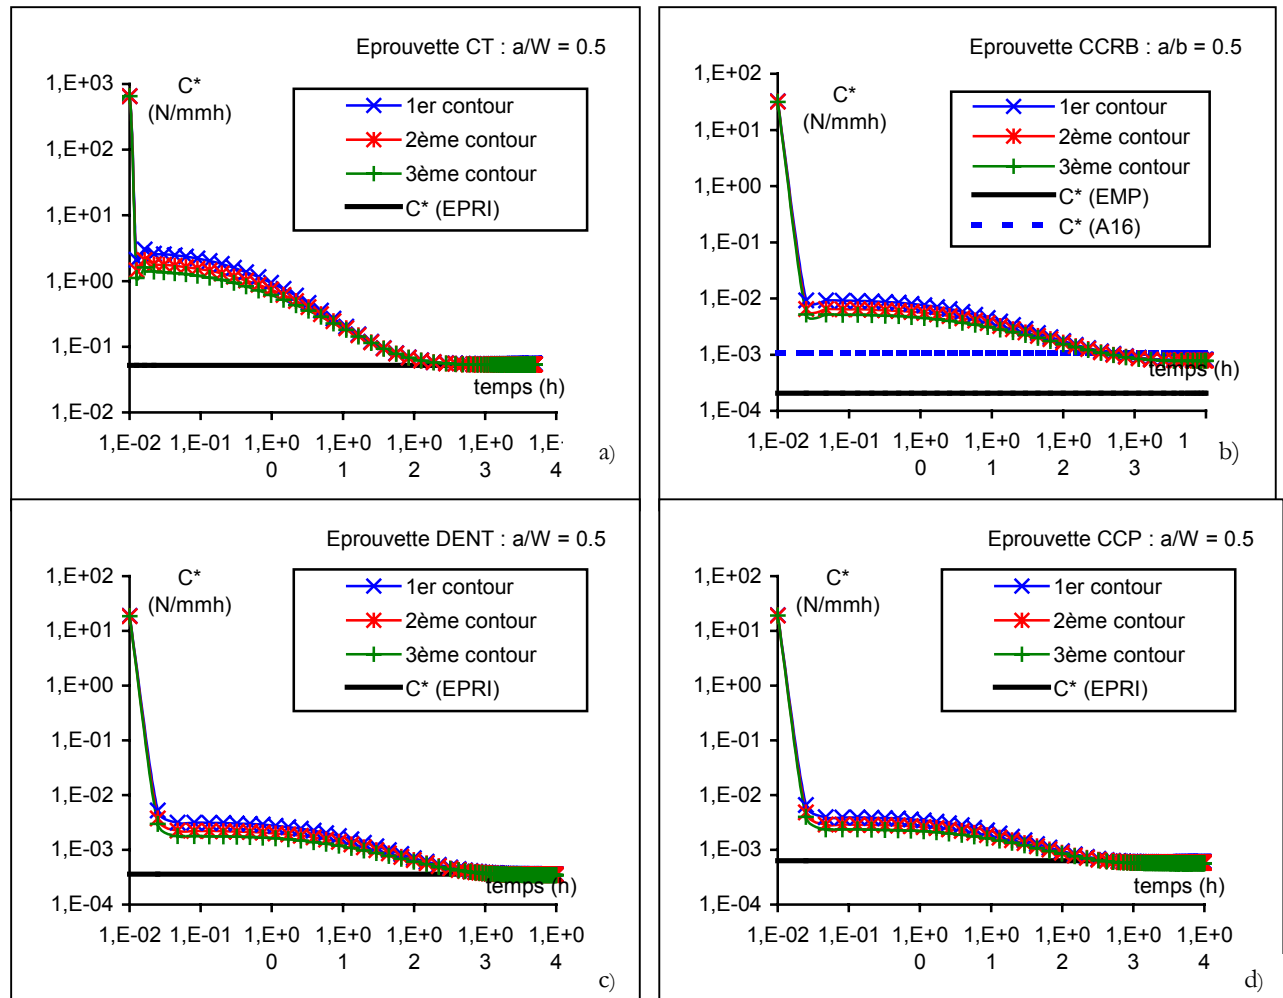 Eprouvette CT : a/W = 0.5
C*
(N/mmh)
1er contour
2ème contour
3ème contour
C* (EPRI)
1,E+03
1,E+02
1,E+01
1,E+00
1,E-01
1,E-02
temps (h)
1,E-02 1,E-01 1,E+0 1,E+0 1,E+0 1,E+0 1,E-
0 1 2 3 4
a)
Eprouvette CCRB : a/b = 0.5
C*
(N/mmh)
1er contour
2ème contour
3ème contour
C* (EMP)
C* (A16)
1,E+02
1,E+01
1,E+00
1,E-01
1,E-02
1,E-03
1,E-04
temps (h)
1,E-02 1,E-01 1,E+0 1,E+0 1,E+0 1,E+0 1
0 1 2 3
b)
Eprouvette DENT : a/W = 0.5
C*
(N/mmh)
1er contour
2ème contour
3ème contour
C* (EPRI)
1,E+02
1,E+01
1,E+00
1,E-01
1,E-02
1,E-03
1,E-04
temps (h)
1,E-02 1,E-01 1,E+0 1,E+0 1,E+0 1,E+0 1,E+0
0 1 2 3 4
c)
Eprouvette CCP : a/W = 0.5
C*
(N/mmh)
1er contour
2ème contour
3ème contour
C* (EPRI)
1,E+02
1,E+01
1,E+00
1,E-01
1,E-02
1,E-03
1,E-04
temps (h)
1,E-02 1,E-01 1,E+0 1,E+0 1,E+0 1,E+0 1,E+0
0 1 2 3 4
d)